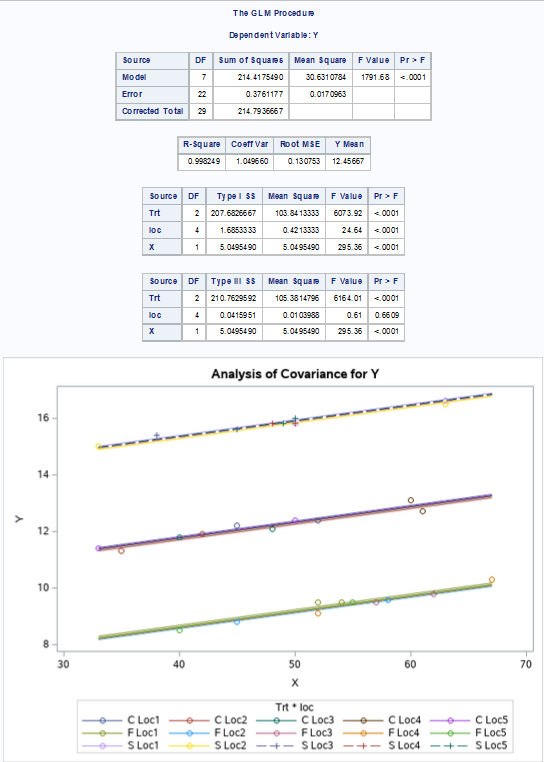 The GLM Procedure
Dependent Variable: Y
Source DF Sum of Squares Mean Square F Value Pr > F
Model 7 214.4175490 30.6310784 1791.68 <.0001
Error 22 0.3761177 0.0170963
Corrected Total 29 214.7936667
R-Square Coeff Var Root MSE Y Mean
0.998249 1.049660 0.130753 12.45667
Source DF Type I SS Mean Square F Value Pr > F
Trt 2 207.6826667 103.8413333 6073.92 <.0001
loc 4 1.6853333 0.4213333 24.64 <.0001
X 1 5.0495490 5.0495490 295.36 <.0001
Source DF Type III SS Mean Square F Value Pr > F
Trt 2 210.7629592 105.3814796 6164.01 <.0001
loc 4 0.0415951 0.0103988 0.61 0.6609
X 1 5.0495490 5.0495490 295.36 <.0001
Analysis of Covariance for Y
16
14
12
10
8
Y
30 40 50 60 70
X
Trt * loc
C Loc1 C Loc2 C Loc3 C Loc4 C Loc5
F Loc1 F Loc2 F Loc3 F Loc4 F Loc5
S Loc1 S Loc2 S Loc3 S Loc4 S Loc5